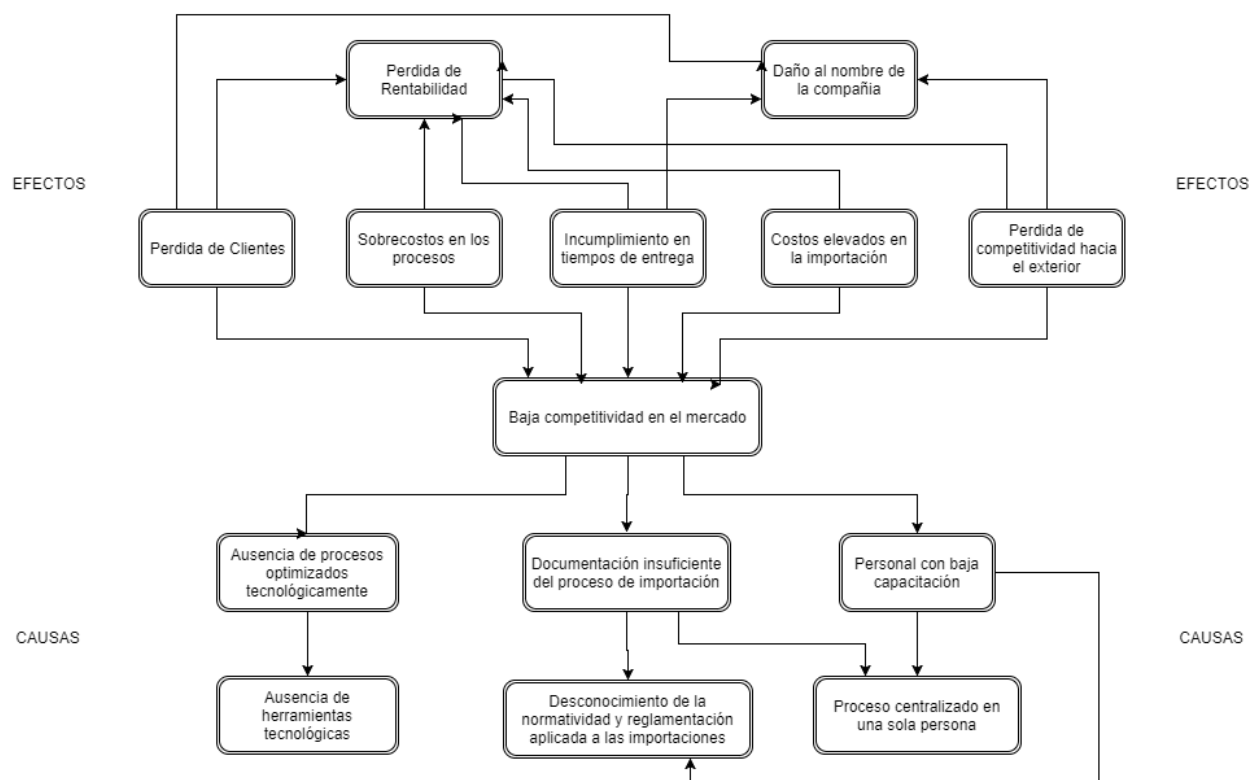 Perdida de
Rentabilidad
Daño al nombre de
la compañia
EFECTOS
EFECTOS
Perdida de Clientes
Sobrecostos en los
procesos
Incumplimiento en
tiempos de entrega
Costos elevados en
la importación
Perdida de
competitividad hacia
el exterior
Baja competitividad en el mercado
Ausencia de procesos
optimizados
tecnológicamente
Documentación insuficiente
del proceso de importación
Personal con baja
capacitación
CAUSAS
CAUSAS
Ausencia de
herramientas
tecnológicas
Desconocimiento de la
normatividad y reglamentación
aplicada a las importaciones
Proceso centralizado en
una sola persona